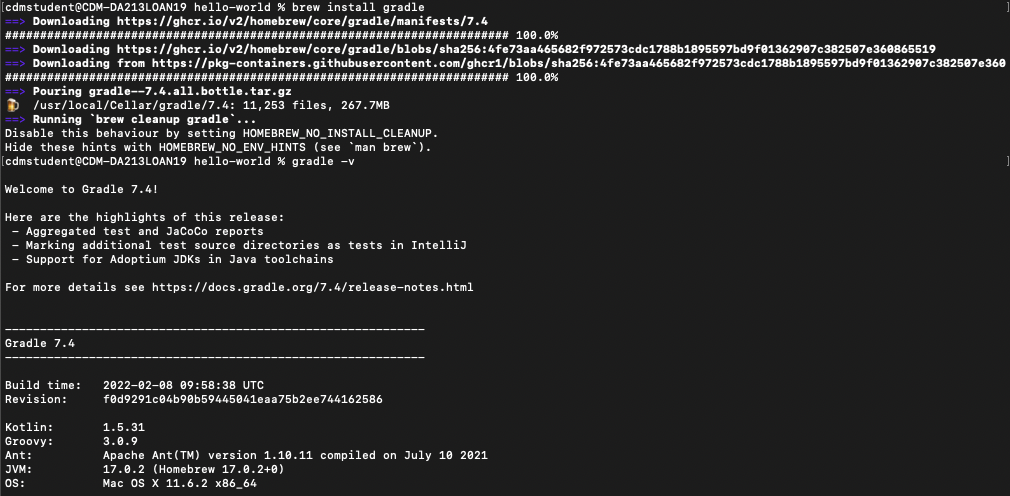 [cdmstudent@CDM-DA213LOAN19 hello-world % brew install gradle ]
==> Downloading https://ghcr.io/v2/homebrew/core/gradle/manifests/7.4
######################################################################## 100.0%
==> Downloading https://ghcr.io/v2/homebrew/core/gradle/blobs/sha256:4fe73aa465682f972573cdc1788b1895597bd9f01362907c382507e360865519
==> Downloading from https://pkg-containers.githubusercontent.com/ghcr1/blobs/sha256:4fe73aa465682f972573cdc1788b1895597bd9f01362907c382507e360
######################################################################## 100.0%
==> Pouring gradle--7.4.all.bottle.tar.gz
🍺 /usr/local/Cellar/gradle/7.4: 11,253 files, 267.7MB
==> Running `brew cleanup gradle`...
Disable this behaviour by setting HOMEBREW_NO_INSTALL_CLEANUP.
Hide these hints with HOMEBREW_NO_ENV_HINTS (see `man brew`).
[cdmstudent@CDM-DA213LOAN19 hello-world % gradle -v ]
Welcome to Gradle 7.4!
Here are the highlights of this release:
- Aggregated test and JaCoCo reports
- Marking additional test source directories as tests in IntelliJ
- Support for Adoptium JDKs in Java toolchains
For more details see https://docs.gradle.org/7.4/release-notes.html
------------------------------------------------------------
Gradle 7.4
------------------------------------------------------------
Build time: 2022-02-08 09:58:38 UTC
Revision: f0d9291c04b90b59445041eaa75b2ee744162586
Kotlin: 1.5.31
Groovy: 3.0.9
Ant: Apache Ant(TM) version 1.10.11 compiled on July 10 2021
JVM: 17.0.2 (Homebrew 17.0.2+0)
OS: Mac OS X 11.6.2 x86_64